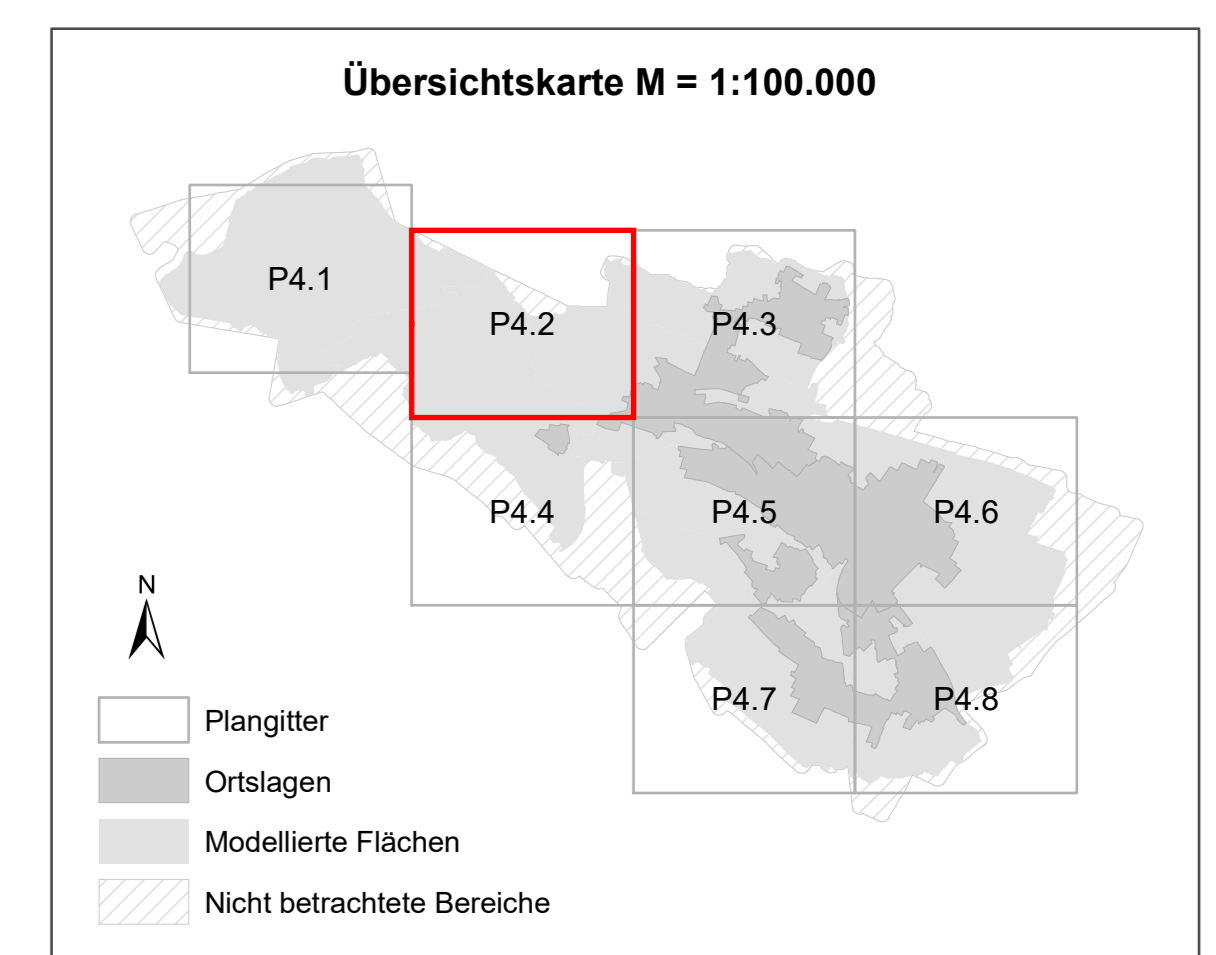 Übersichtskarte M = 1:100.000
P4.1
P4.2
P4.3
P4.4
P4.5
P4.6
P4.7
P4.8
N
Plangitter
Ortslagen
Modellierte Flächen
Nicht betrachtete Bereiche